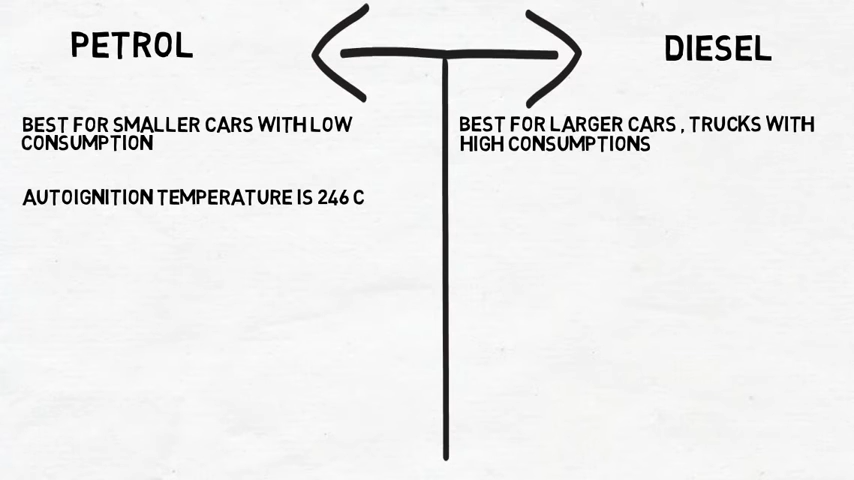 PETROL
DIESEL
BEST FOR SMALLER CARS WITH LOW
CONSUMPTION
AUTOIGNITION TEMPERATURE IS 246 C
BEST FOR LARGER CARS , TRUCKS WITH
HIGH CONSUMPTIONS